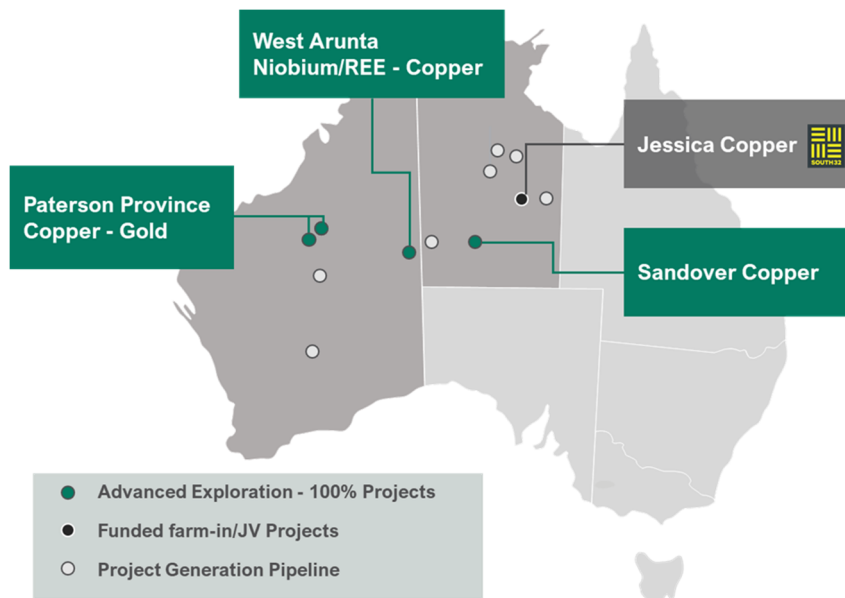 West Arunta
Niobium/REE - Copper
Jessica Copper
SOUTH32
Paterson Province
Copper - Gold
Sandover Copper
Advanced Exploration - 100% Projects
Funded farm-in/JV Projects
Project Generation Pipeline